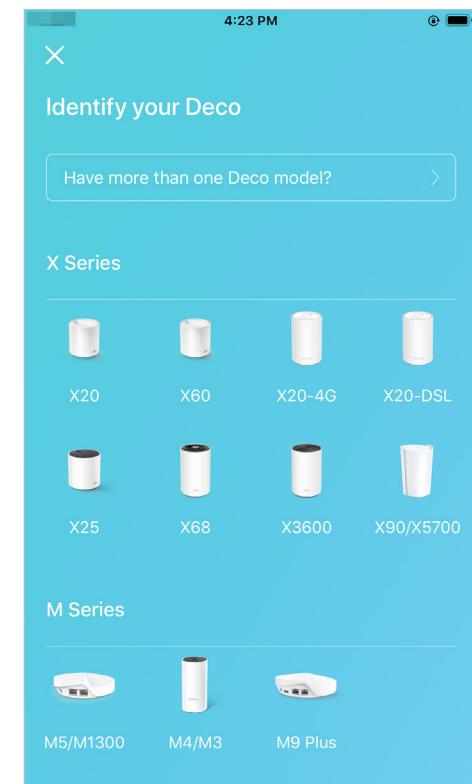 4:23 PM
Identify your Deco
Have more than one Deco model?
X Series
X20 X60 X20-4G X20-DSL
X25 X68 X3600 X90/X5700
M Series
M5/M1300 M4/M3 M9 Plus